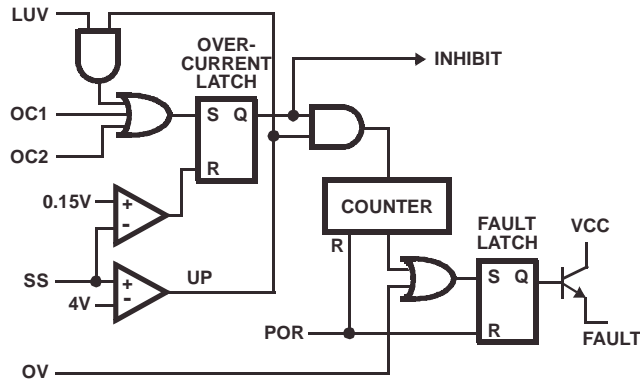 LUV
OVER-
CURRENT
LATCH
INHIBIT
OC1
S Q
OC2
R
0.15V
+
-
COUNTER
FAULT
LATCH
VCC
R
SS
+
UP
4V
-
S Q
POR
R
FAULT
OV